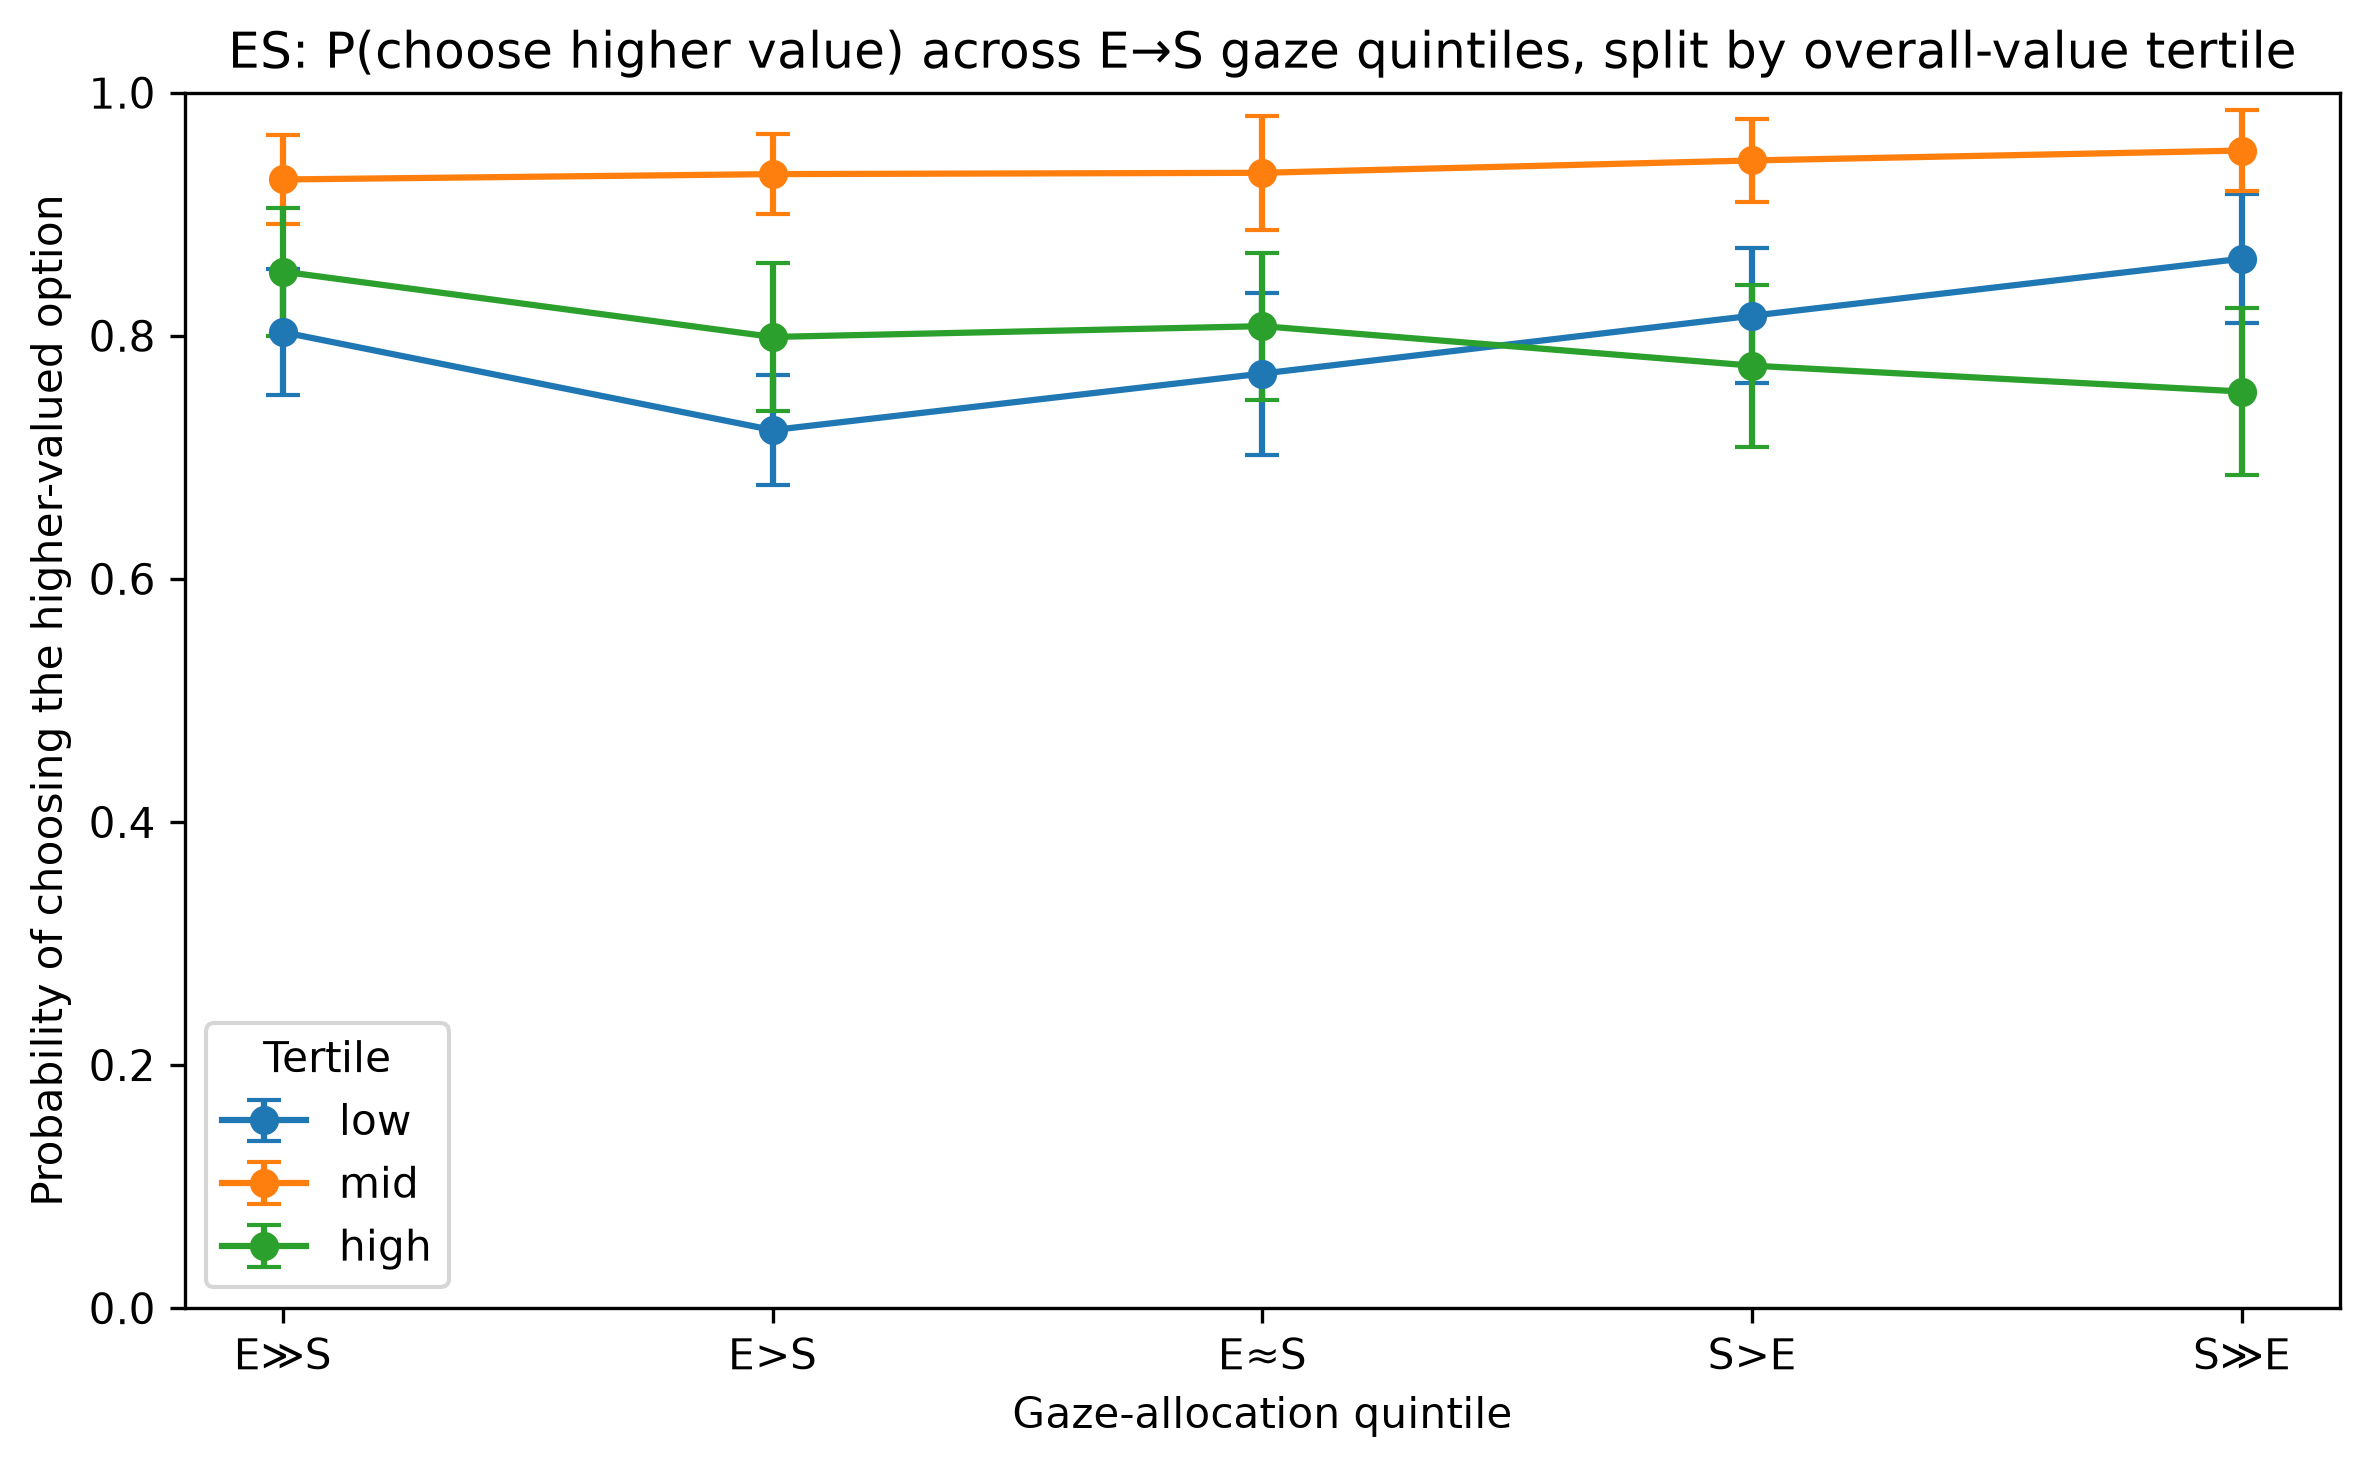 ES: P(choose higher value) across E→S gaze quintiles, split by overall-value tertile
Probability of choosing the higher-valued option
1.0
0.8
0.6
0.4
0.2
0.0
Tertile
low
mid
high
E≫S
E>S
E≈S
S>E
S≫E
Gaze-allocation quintile